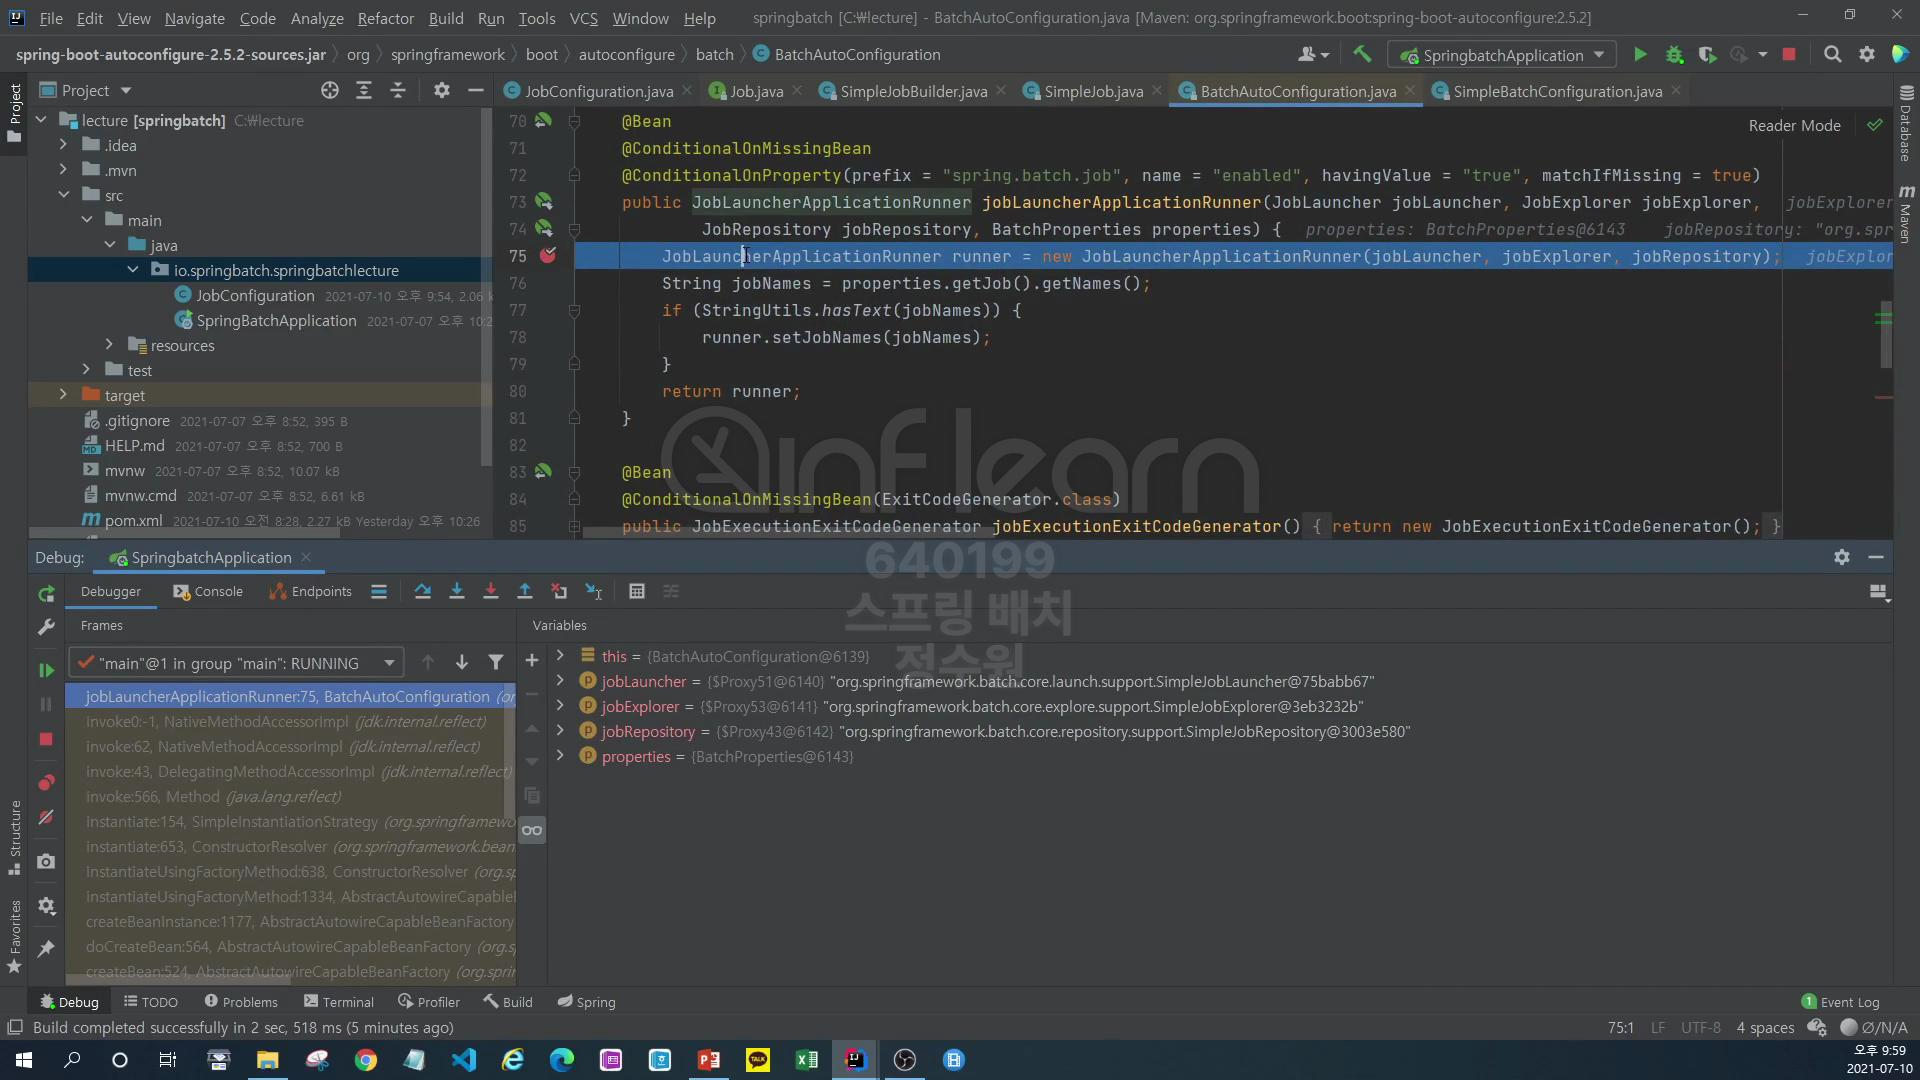 File Edit View Navigate Code Analyze Refactor Build Run Tools VCS Window Help springbatch [C:₩lecture] - BatchAutoConfiguration.java [Maven: org.springframework.boot:spring-boot-autoconfigure:2.5.2]
spring-boot-autoconfigure-2.5.2-sources.jar org springframework boot autoconfigure batch BatchAutoConfiguration SpringbatchApplication
Project JobConfiguration.java Job.java SimpleJobBuilder.java SimpleJob.java BatchAutoConfiguration.java SimpleBatchConfiguration.java
Project
Database
Maven
Structure
Favorites
lecture [springbatch] C:₩lecture
.idea
.mvn
src
main
java
io.springbatch.springbatchlecture
JobConfiguration 2021-07-10 오후 9:54, 2.06 k
SpringBatchApplication 2021-07-07 오후 10:2
resources
test
target
.gitignore 2021-07-07 오후 8:52, 395 B
HELP.md 2021-07-07 오후 8:52, 700 B
mvnw 2021-07-07 오후 8:52, 10.07 kB
mvnw.cmd 2021-07-07 오후 8:52, 6.61 kB
pom.xml 2021-07-10 오전 8:28, 2.27 kB Yesterday 오후 10:26
Reader Mode
70 @Bean
71 @ConditionalOnMissingBean
72 @ConditionalOnProperty(prefix = "spring.batch.job", name = "enabled", havingValue = "true", matchIfMissing = true)
73 public JobLauncherApplicationRunner jobLauncherApplicationRunner(JobLauncher jobLauncher, JobExplorer jobExplorer, jobExplorer
74 JobRepository jobRepository, BatchProperties properties) { properties: BatchProperties@6143 jobRepository: "org.spr
75 JobLauncherApplicationRunner runner = new JobLauncherApplicationRunner(jobLauncher, jobExplorer, jobRepository); jobExplor
76 String jobNames = properties.getJob().getNames();
77 if (StringUtils.hasText(jobNames)) {
78 runner.setJobNames(jobNames);
79 }
80 return runner;
81 }
82
83 @Bean
84 @ConditionalOnMissingBean(ExitCodeGenerator.class)
85 public JobExecutionExitCodeGenerator jobExecutionExitCodeGenerator() { return new JobExecutionExitCodeGenerator(); }
inflearn
640199
스프링 배치
정수원
Debug: SpringbatchApplication
Debugger Console Endpoints
Frames
"main"@1 in group "main": RUNNING
jobLauncherApplicationRunner:75, BatchAutoConfiguration (or
invoke0:-1, NativeMethodAccessorImpl (jdk.internal.reflect)
invoke:62, NativeMethodAccessorImpl (jdk.internal.reflect)
invoke:43, DelegatingMethodAccessorImpl (jdk.internal.reflect)
invoke:566, Method (java.lang.reflect)
instantiate:154, SimpleInstantiationStrategy (org.springframewo
instantiate:653, ConstructorResolver (org.springframework.bean
instantiateUsingFactoryMethod:638, ConstructorResolver (org.s
instantiateUsingFactoryMethod:1334, AbstractAutowireCapabl
createBeanInstance:1177, AbstractAutowireCapableBeanFactory
doCreateBean:564, AbstractAutowireCapableBeanFactory (org.s
createBean:524, AbstractAutowireCapableBeanFactory (org.sprin
Variables
this = {BatchAutoConfiguration@6139}
jobLauncher = {$Proxy51@6140} "org.springframework.batch.core.launch.support.SimpleJobLauncher@75babb67"
jobExplorer = {$Proxy53@6141} "org.springframework.batch.core.explore.support.SimpleJobExplorer@3eb3232b"
jobRepository = {$Proxy43@6142} "org.springframework.batch.core.repository.support.SimpleJobRepository@3003e580"
properties = {BatchProperties@6143}
Debug TODO Problems Terminal Profiler Build Spring 1 Event Log
Build completed successfully in 2 sec, 518 ms (5 minutes ago) 75:1 LF UTF-8 4 spaces Ø/N/A
오후 9:59
2021-07-10